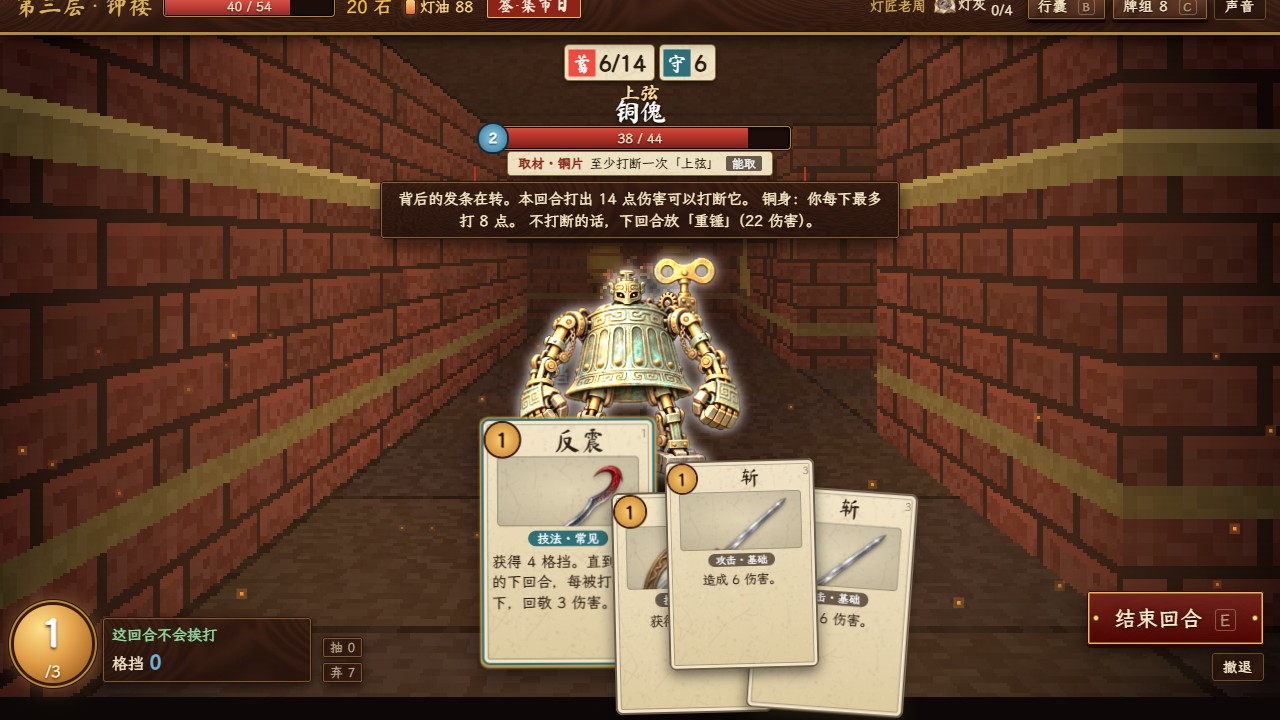 第三层·钟楼
40 / 54
20 石
灯油 88
签·集市日
灯匠老周
灯灰 0/4
行囊 B
牌组 8 C
声音
蓄 6/14
守 6
上弦
铜傀
2
38 / 44
取材·铜片 至少打断一次「上弦」 能取
背后的发条在转。本回合打出 14 点伤害可以打断它。 铜身：你每下最多
打 8 点。 不打断的话，下回合放「重锤」(22 伤害)。
1
反震
1
技法·常见
获得 4 格挡。直到
的下回合，每被打
下，回敬 3 伤害。
1
获得
1
斩
3
攻击·基础
造成 6 伤害。
斩
3
击·基础
6 伤害。
1
/3
这回合不会挨打
格挡 0
抽 0
弃 7
结束回合 E
撤退